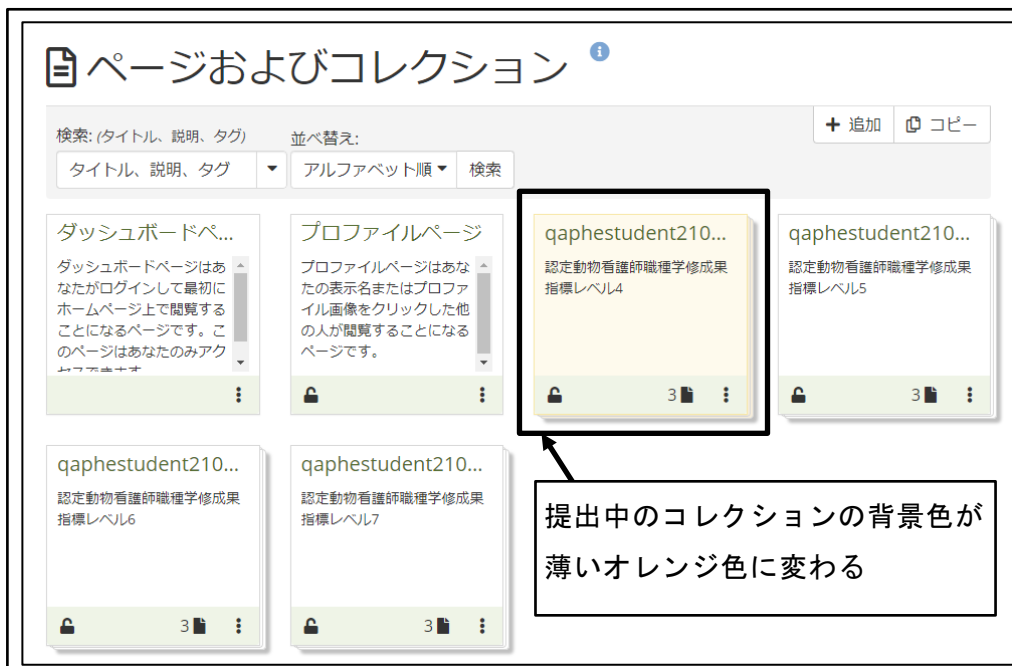 ページおよびコレクション
検索: (タイトル、説明、タグ)
並べ替え:
＋ 追加
コピー
タイトル、説明、タグ
アルファベット順
検索
ダッシュボードペ...
ダッシュボードページはあ
なたがログインして最初に
ホームページ上で閲覧する
ことになるページです。こ
のページはあなたのみアク
セスできます
プロフィルページ
プロファイルページはあな
たの表示名またはプロファ
イル画像をクリックした他
の人が閲覧することになる
ページです。
qaphestudent210...
認定動物看護師職種学修成果
指標レベル4
3
qaphestudent210...
認定動物看護師職種学修成果
指標レベル5
3
qaphestudent210...
認定動物看護師職種学修成果
指標レベル6
3
qaphestudent210...
認定動物看護師職種学修成果
指標レベル7
3
提出中のコレクションの背景色が
薄いオレンジ色に変わる